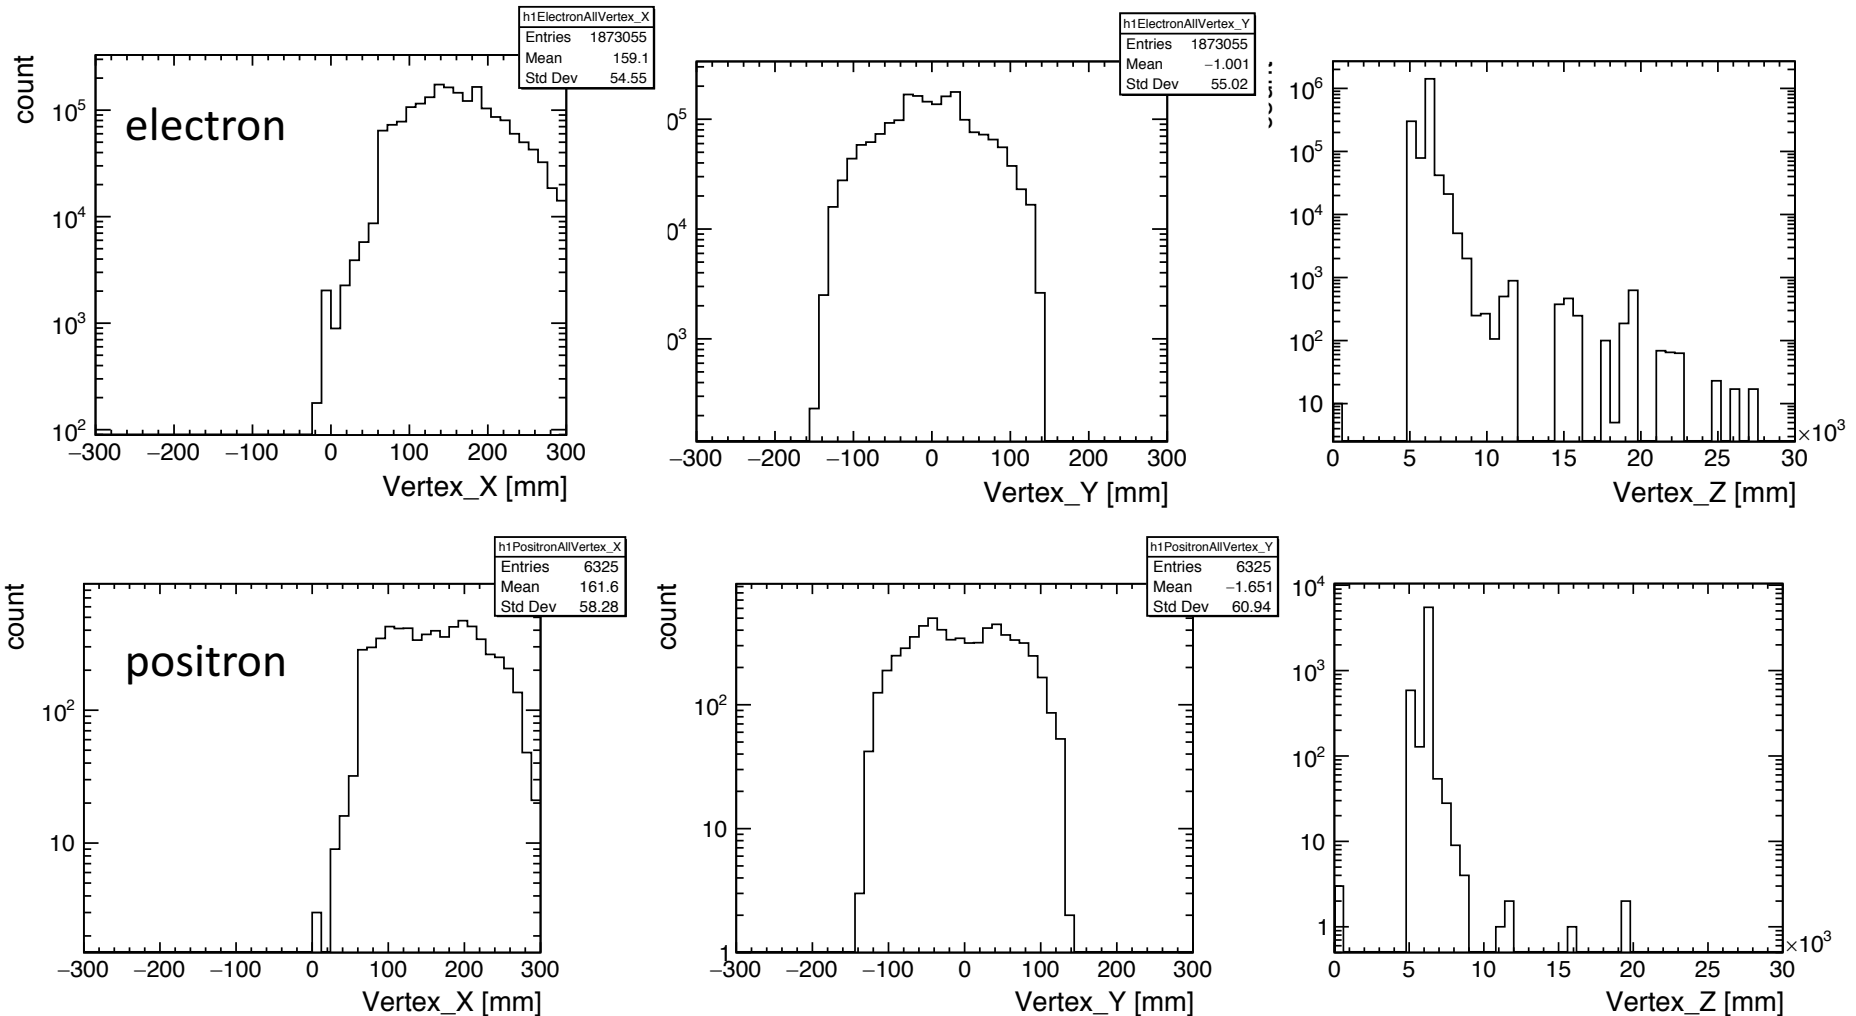 h1ElectronAllVertex_X
Entries 1873055
Mean 159.1
Std Dev 54.55
count
electron
10^5
10^4
10^3
10^2
−300 −200 −100 0 100 200 300
Vertex_X [mm]
h1ElectronAllVertex_Y
Entries 1873055
Mean −1.001
Std Dev 55.02
0^5
0^4
0^3
−300 −200 −100 0 100 200 300
Vertex_Y [mm]
10^6
10^5
10^4
10^3
10^2
10
×10^3
0 5 10 15 20 25 30
Vertex_Z [mm]
h1PositronAllVertex_X
Entries 6325
Mean 161.6
Std Dev 58.28
count
positron
10^2
10
−300 −200 −100 0 100 200 300
Vertex_X [mm]
h1PositronAllVertex_Y
Entries 6325
Mean −1.651
Std Dev 60.94
count
10^2
10
1
−300 −200 −100 0 100 200 300
Vertex_Y [mm]
10^4
10^3
10^2
10
1
×10^3
0 5 10 15 20 25 30
Vertex_Z [mm]